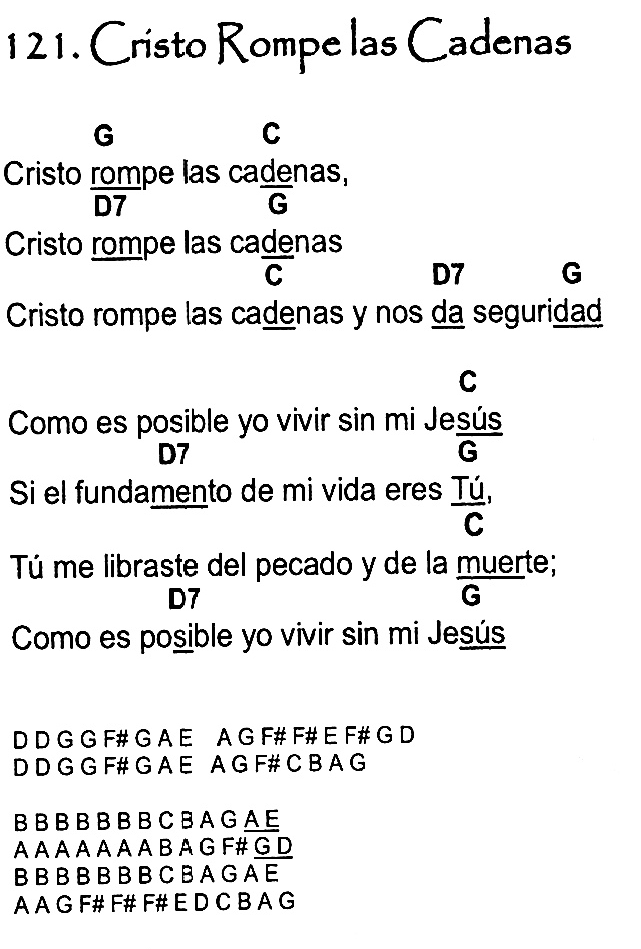 121. Cristo Rompe las Cadenas
G C
Cristo rompe las cadenas,
D7 G
Cristo rompe las cadenas
C D7 G
Cristo rompe las cadenas y nos da seguridad
C
Como es posible yo vivir sin mi Jesús
D7 G
Si el fundamento de mi vida eres Tú,
C
Tú me libraste del pecado y de la muerte;
D7 G
Como es posible yo vivir sin mi Jesús
D D G G F# G A E A G F# F# E F# G D
D D G G F# G A E A G F# C B A G
B B B B B B B C B A G A E
A A A A A A A B A G F# G D
B B B B B B B C B A G A E
A A G F# F# F# E D C B A G